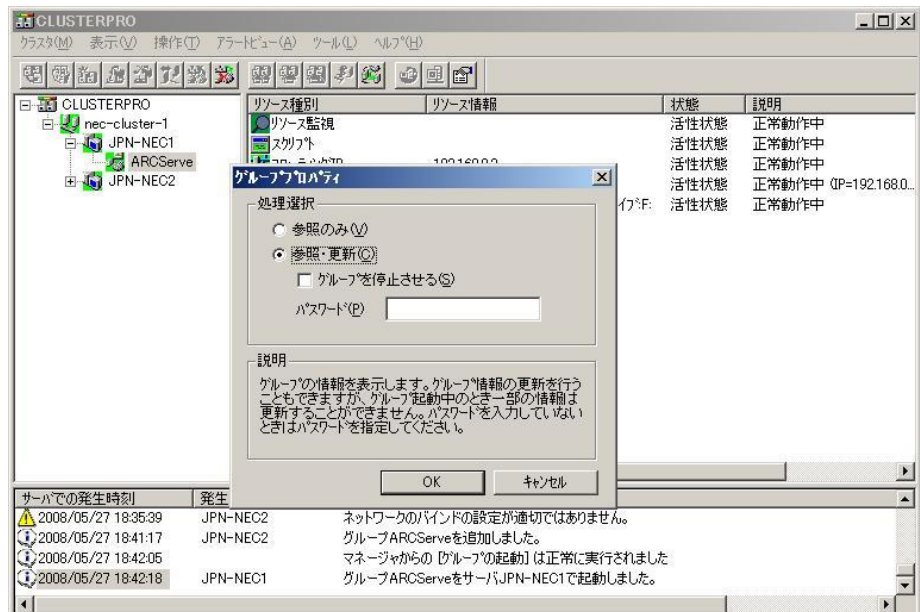 CLUSTERPRO
クラスタ(M) 表示(V) 操作(T) アラートビュー(A) ツール(L) ヘルプ(H)
CLUSTERPRO
nec-cluster-1
JPN-NEC1
ARCServe
JPN-NEC2
リソース種別 リソース情報 状態 説明
リソース監視 活性状態 正常動作中
スクリプト 活性状態 正常動作中
活性状態 正常動作中
活性状態 正常動作中 (IP=192.168.0...
活性状態 正常動作中
グループプロパティ
処理選択
参照のみ(V)
参照・更新(C)
グループを停止させる(S)
パスワード(P)
説明
グループの情報を表示します。グループ情報の更新を行う
こともできますが、グループ起動中のとき一部の情報は
更新することができません。パスワードを入力していない
ときはパスワードを指定してください。
OK キャンセル
サーバでの発生時刻 発生
2008/05/27 18:35:39 JPN-NEC2 ネットワークのバインドの設定が適切ではありません。
2008/05/27 18:41:17 JPN-NEC2 グループARCServeを追加しました。
2008/05/27 18:42:05 マネージャからの [グループの起動] は正常に実行されました
2008/05/27 18:42:18 JPN-NEC1 グループARCServeをサーバJPN-NEC1で起動しました。